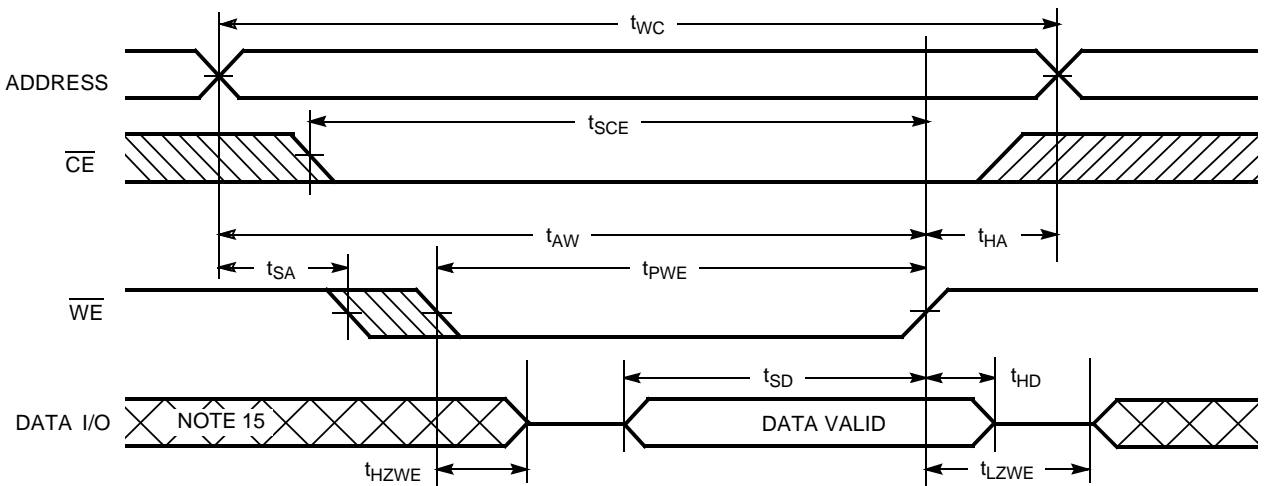 tWC
ADDRESS
tSCE
CE
tAW
tHA
tSA
tPWE
WE
tSD
tHD
DATA I/O
NOTE 15
DATA VALID
tHZWE
tLZWE